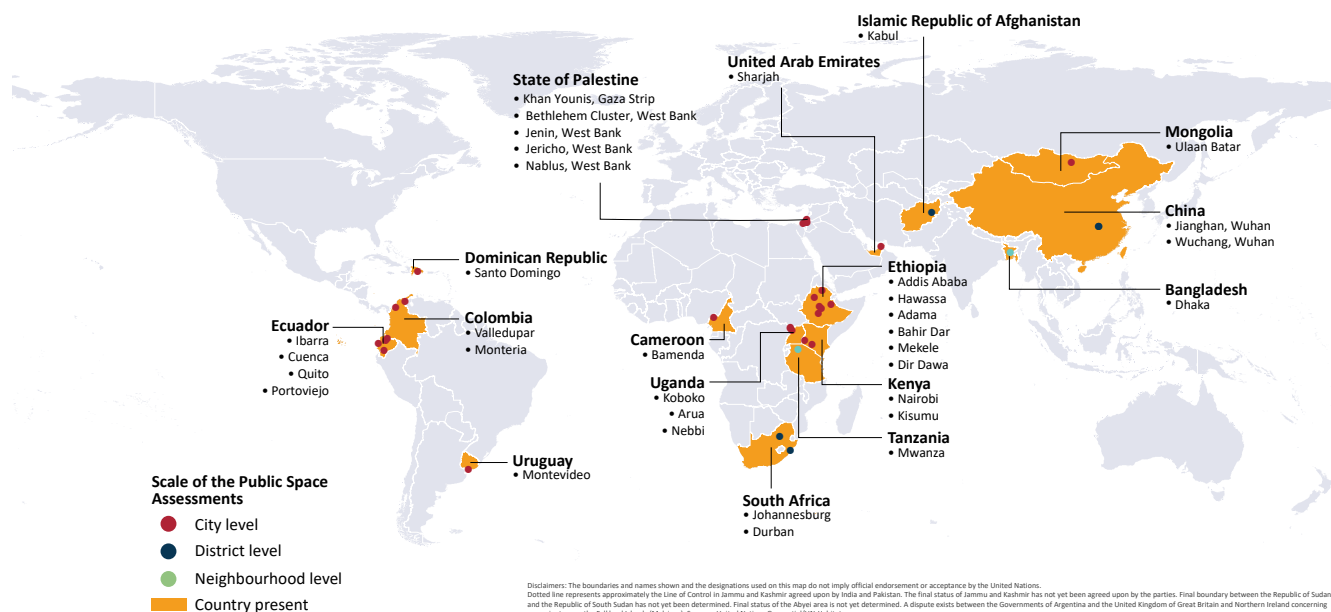 Islamic Republic of Afghanistan
• Kabul
United Arab Emirates
• Sharjah
State of Palestine
• Khan Younis, Gaza Strip
• Bethlehem Cluster, West Bank
• Jenin, West Bank
• Jericho, West Bank
• Nablus, West Bank
Mongolia
• Ulaan Batar
China
• Jianghan, Wuhan
• Wuchang, Wuhan
Bangladesh
• Dhaka
Dominican Republic
• Santo Domingo
Colombia
• Valledupar
• Monteria
Ecuador
• Ibarra
• Cuenca
• Quito
• Portoviejo
Uruguay
• Montevideo
Cameroon
• Bamenda
Uganda
• Koboko
• Arua
• Nebbi
Ethiopia
• Addis Ababa
• Hawassa
• Adama
• Bahir Dar
• Mekele
• Dir Dawa
Kenya
• Nairobi
• Kisumu
Tanzania
• Mwanza
South Africa
• Johannesburg
• Durban
Scale of the Public Space
Assessments
City level
District level
Neighbourhood level
Country present
Disclaimers: The boundaries and names shown and the designations used on this map do not imply official endorsement or acceptance by the United Nations.
Dotted line represents approximately the Line of Control in Jammu and Kashmir agreed upon by India and Pakistan. The final status of Jammu and Kashmir has not yet been agreed upon by the parties. Final boundary between the Republic of Sudan
and the Republic of South Sudan has not yet been determined. Final status of the Abyei area is not yet determined. A dispute exists between the Governments of Argentina and the United Kingdom of Great Britain and Northern Ireland concerning